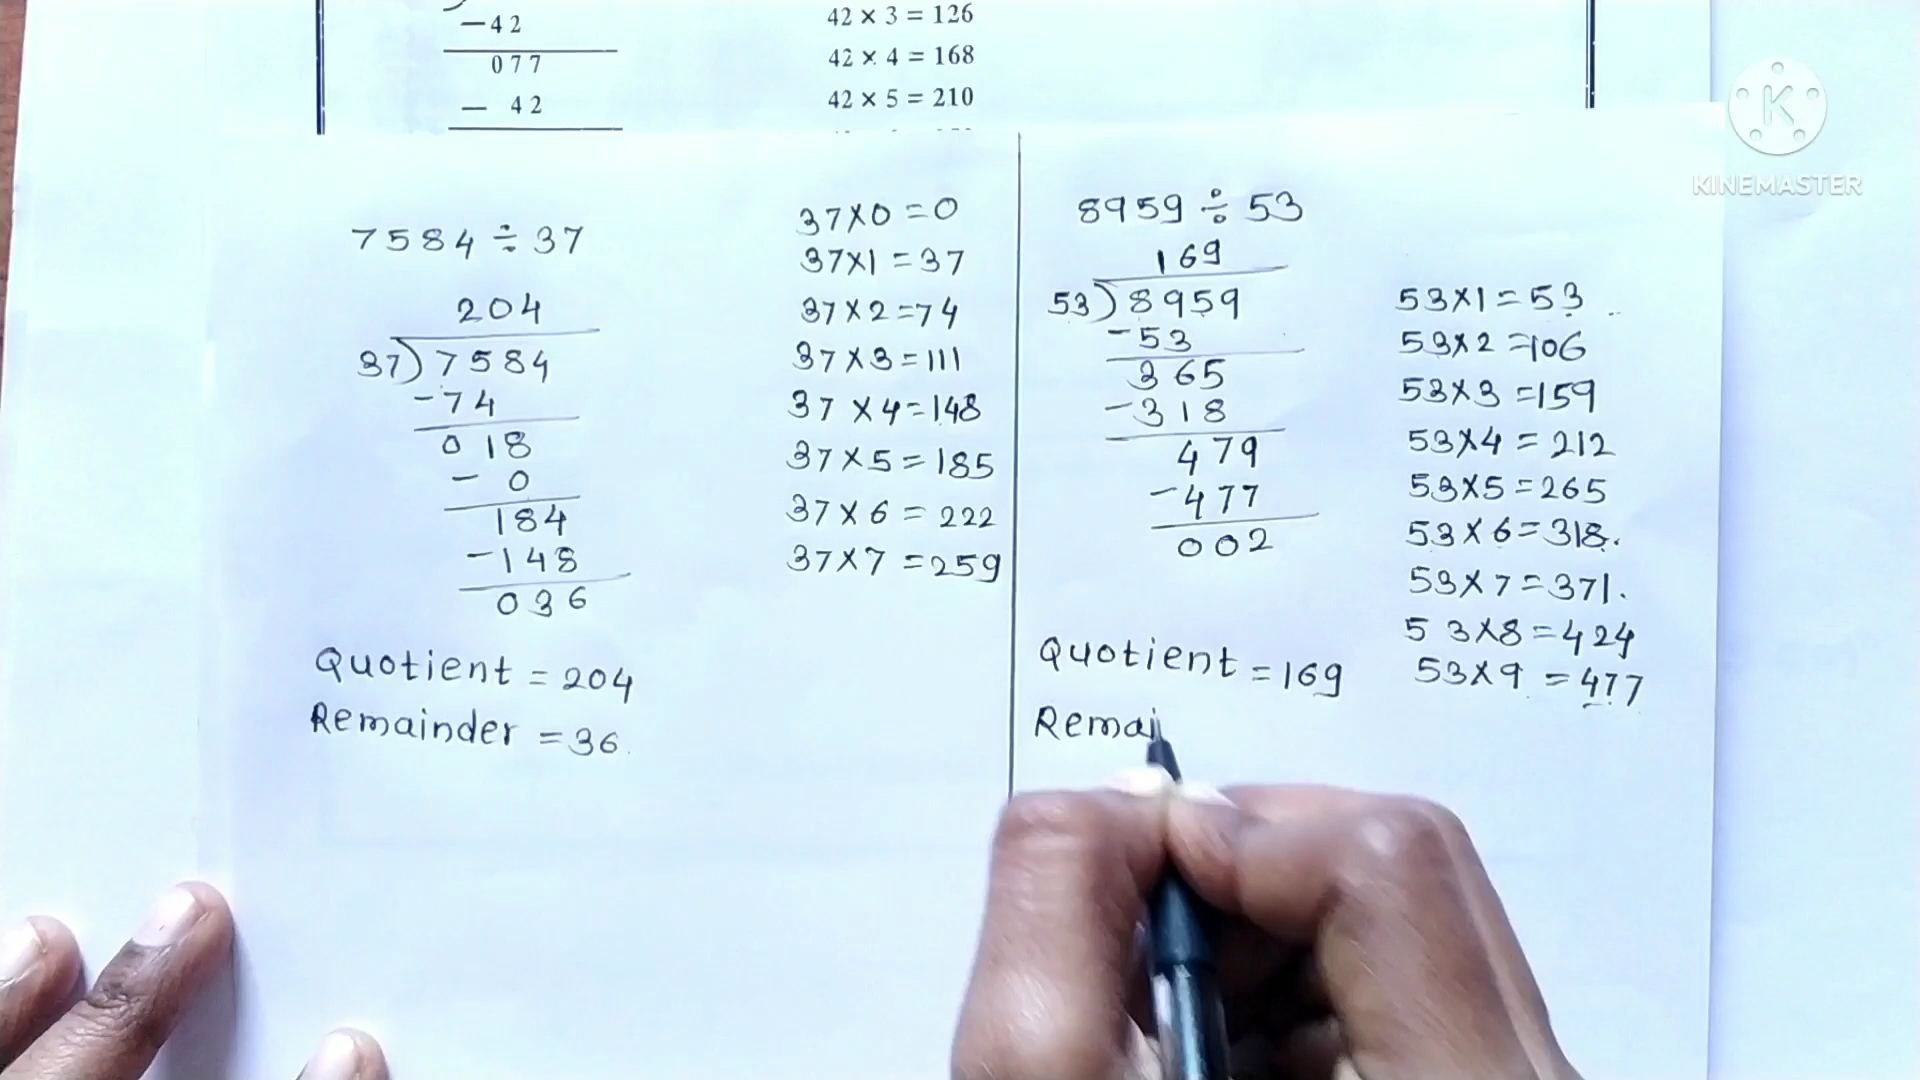 −42
077
− 42
42 × 3 = 126
42 × 4 = 168
42 × 5 = 210
K
KINEMASTER
7584 ÷ 37
204
37) 7584
-74
018
- 0
184
-148
036
Quotient = 204
Remainder = 36.
37×0 = 0
37×1 = 37
37×2 = 74
37×3 = 111
37 ×4 = 148
37×5 = 185
37×6 = 222
37×7 = 259
8959 ÷ 53
169
53) 8959
-53
365
-318
479
-477
002
Quotient = 169
Remai
53×1 = 53
53×2 = 106
53×3 = 159
53×4 = 212
53×5 = 265
53×6 = 318.
53×7 = 371.
53×8 = 424
53×9 = 477